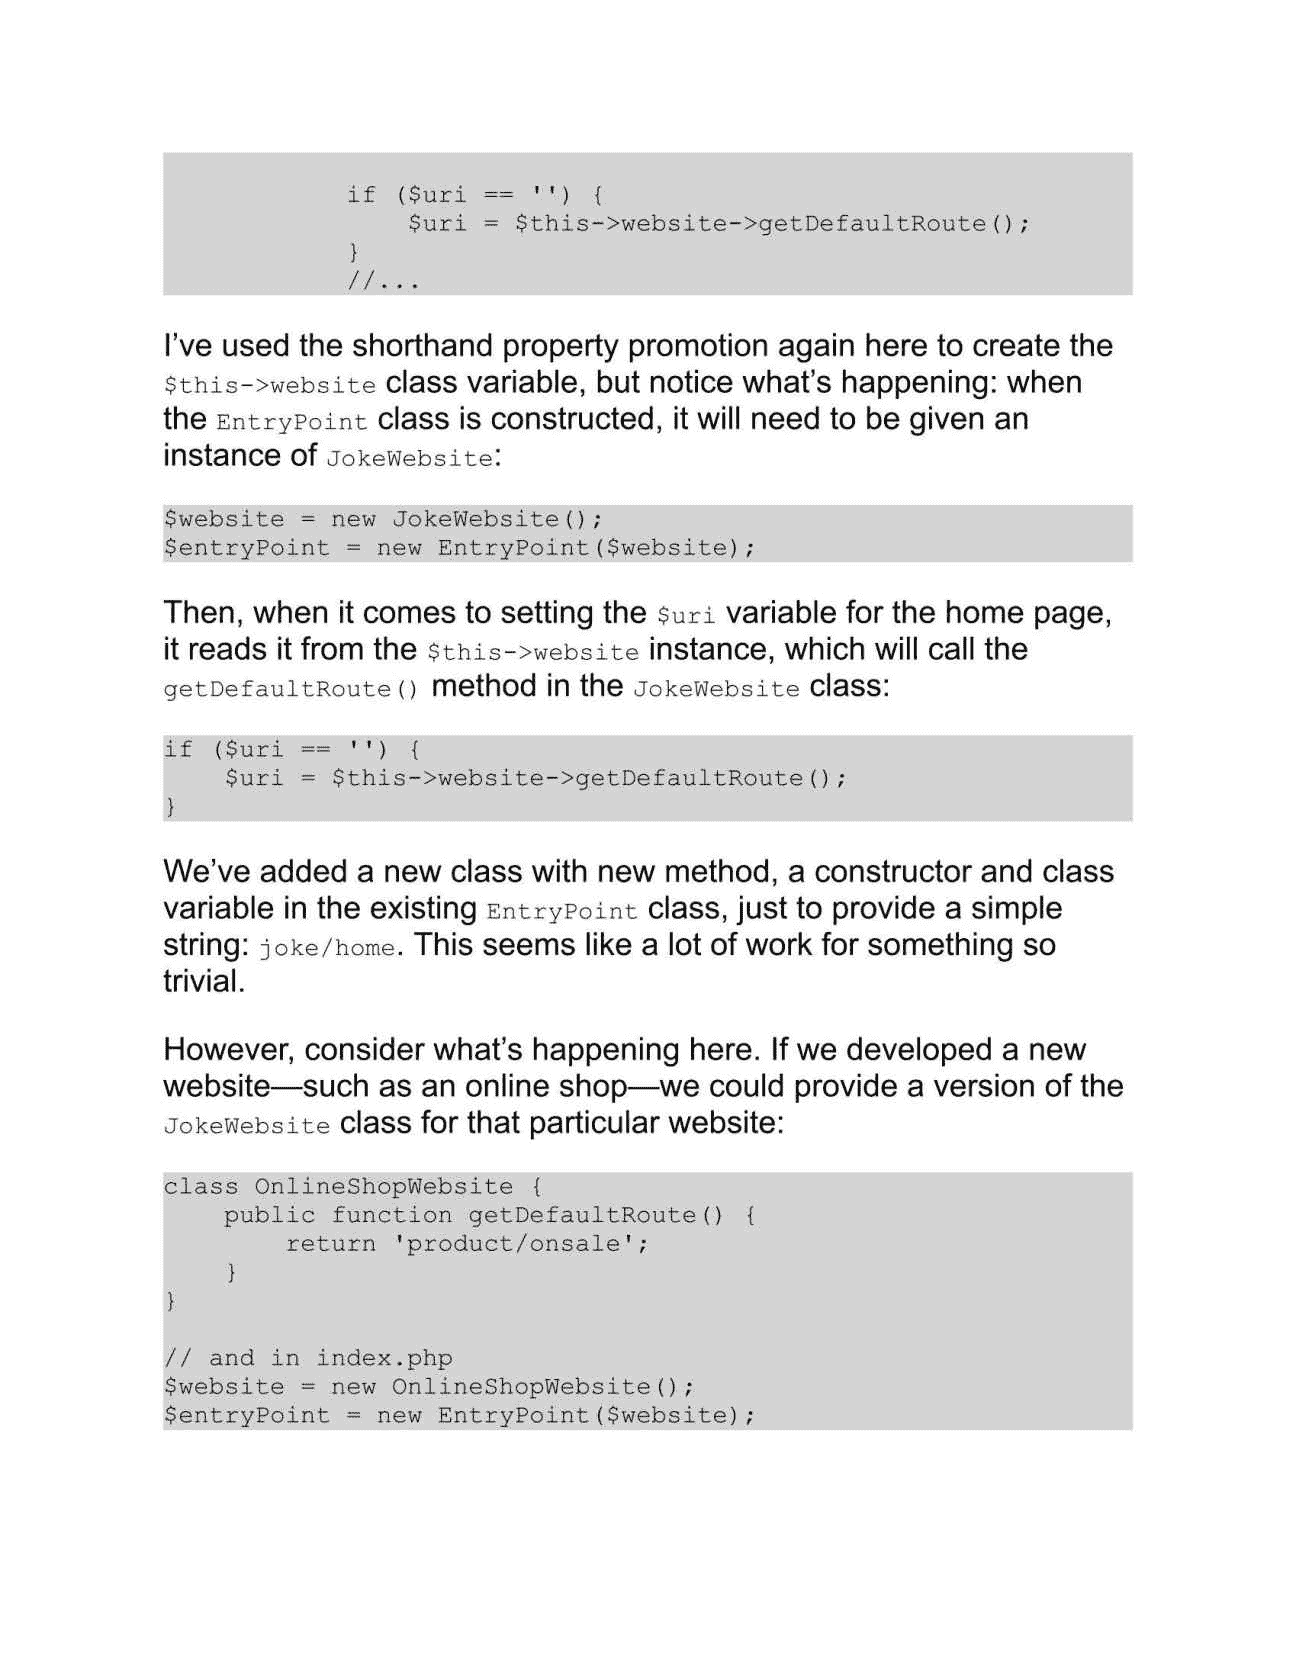 if ($uri == '') {
$uri = $this->website->getDefaultRoute();
}
//...
I’ve used the shorthand property promotion again here to create the
$this->website class variable, but notice what’s happening: when
the EntryPoint class is constructed, it will need to be given an
instance of JokeWebsite:
$website = new JokeWebsite();
$entryPoint = new EntryPoint($website);
Then, when it comes to setting the $uri variable for the home page,
it reads it from the $this->website instance, which will call the
getDefaultRoute() method in the JokeWebsite class:
if ($uri == '') {
$uri = $this->website->getDefaultRoute();
}
We’ve added a new class with new method, a constructor and class
variable in the existing EntryPoint class, just to provide a simple
string: joke/home. This seems like a lot of work for something so
trivial.
However, consider what’s happening here. If we developed a new
website—such as an online shop—we could provide a version of the
JokeWebsite class for that particular website:
class OnlineShopWebsite {
public function getDefaultRoute() {
return 'product/onsale';
}
}
// and in index.php
$website = new OnlineShopWebsite();
$entryPoint = new EntryPoint($website);